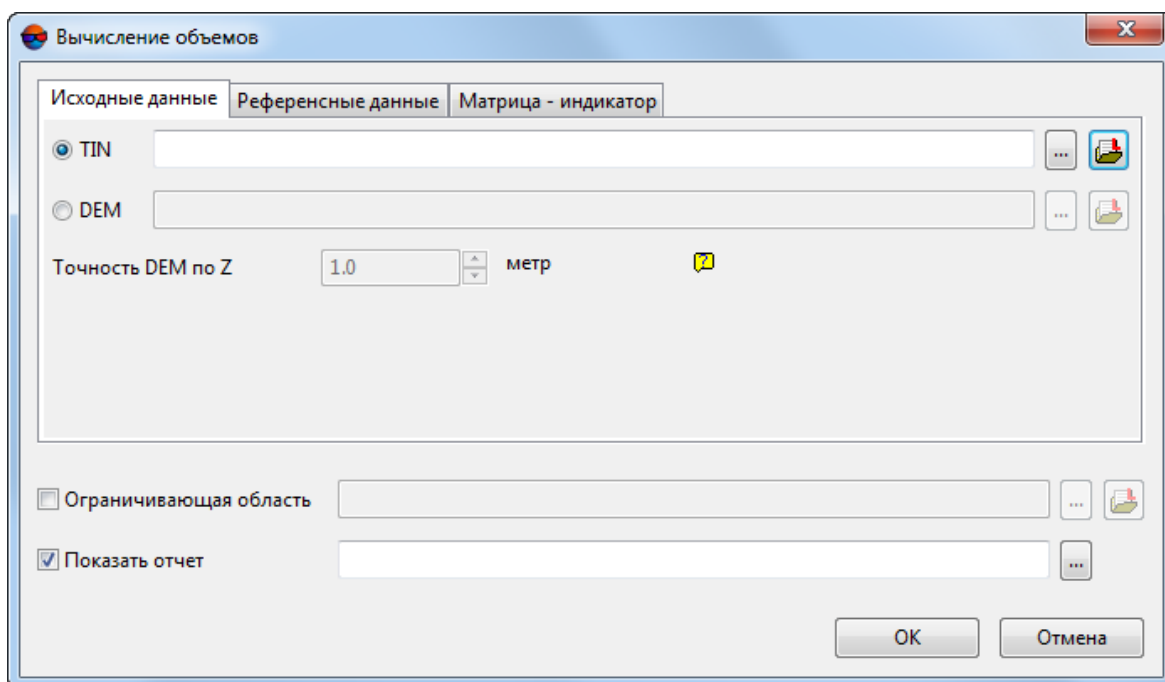 Вычисление объемов
Исходные данные Референсные данные Матрица - индикатор
TIN ...
DEM ...
Точность DEM по Z 1.0 метр ?
Ограничивающая область ...
Показать отчет ...
OK Отмена